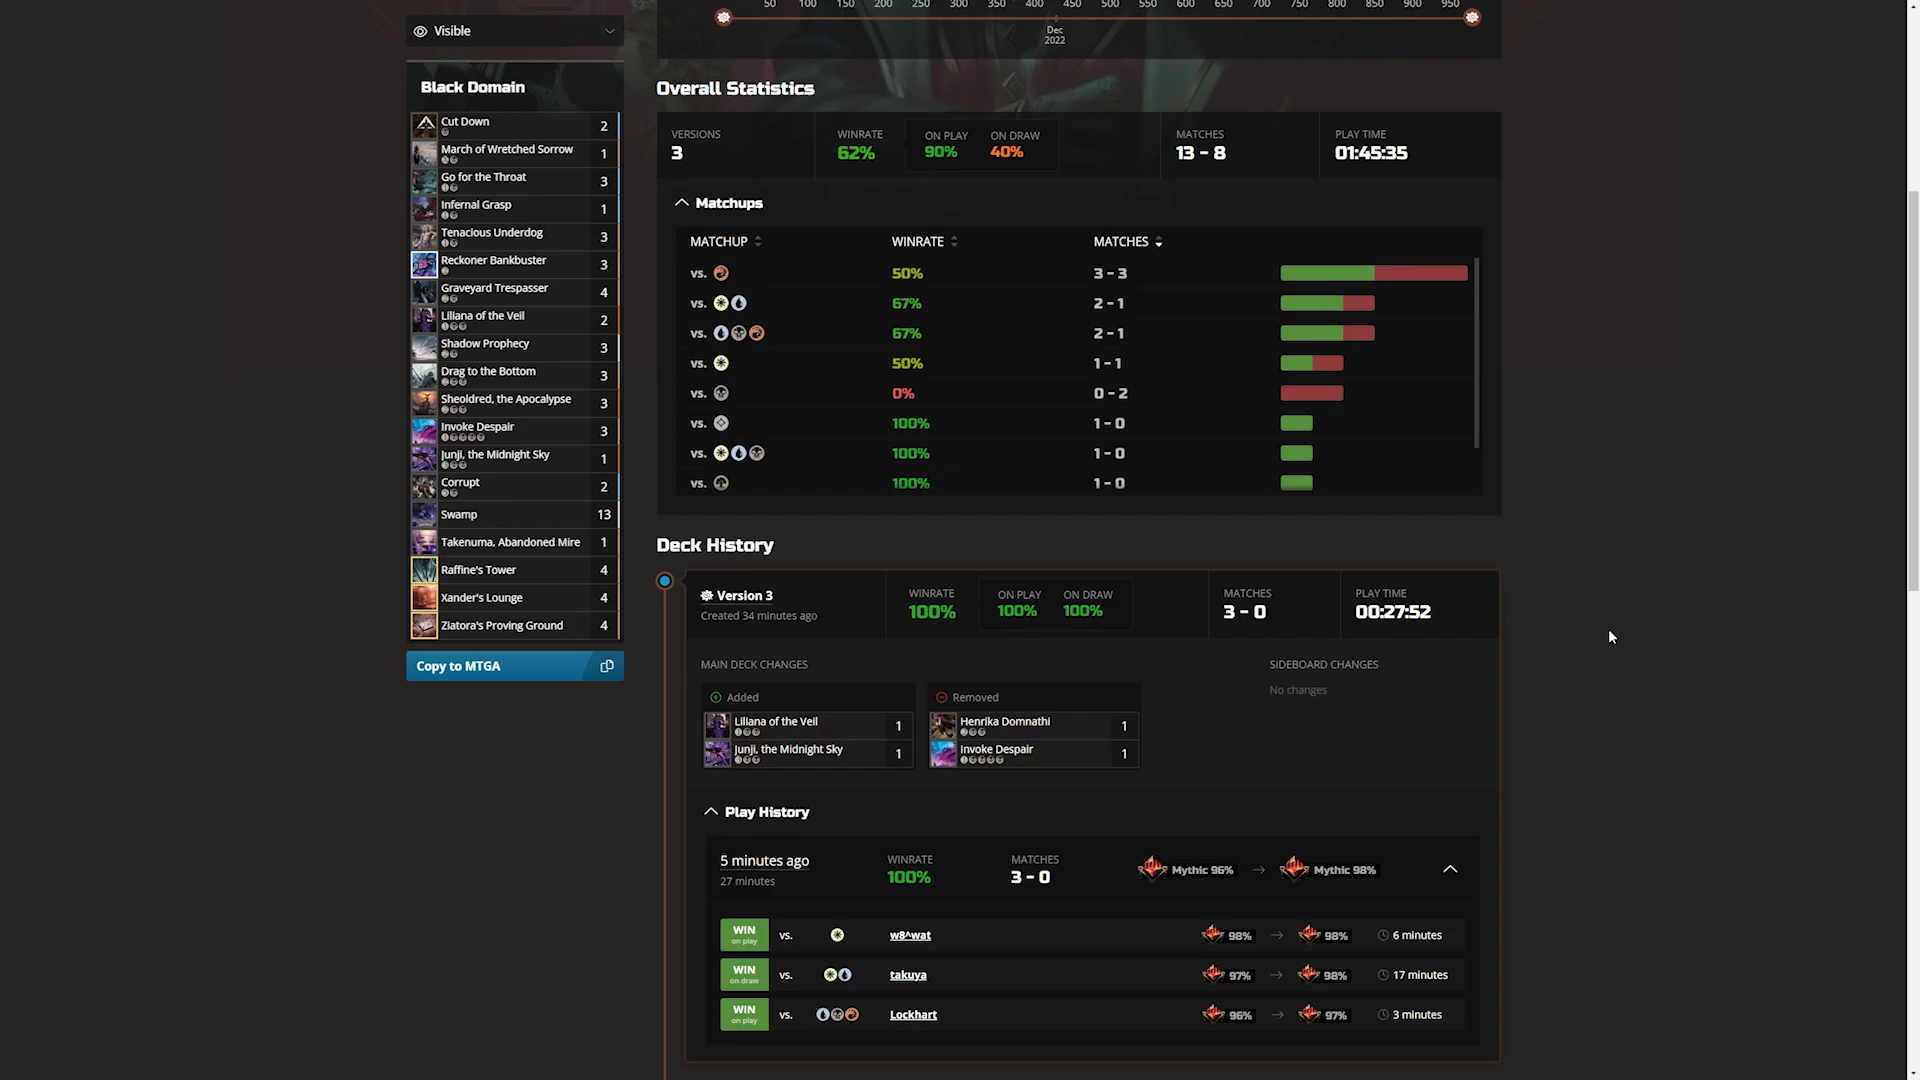 50 100 150 200 250 300 350 400 450 500 550 600 650 700 750 800 850 900 950
Dec
2022
Visible
Black Domain
Cut Down 2
March of Wretched Sorrow 1
Go for the Throat 3
Infernal Grasp 1
Tenacious Underdog 3
Reckoner Bankbuster 3
Graveyard Trespasser 4
Liliana of the Veil 2
Shadow Prophecy 3
Drag to the Bottom 3
Sheoldred, the Apocalypse 3
Invoke Despair 3
Junji, the Midnight Sky 1
Corrupt 2
Swamp 13
Takenuma, Abandoned Mire 1
Raffine's Tower 4
Xander's Lounge 4
Ziatora's Proving Ground 4
Copy to MTGA
Overall Statistics
VERSIONS WINRATE ON PLAY ON DRAW MATCHES PLAY TIME
3 62% 90% 40% 13 - 8 01:45:35
Matchups
MATCHUP WINRATE MATCHES
vs. 50% 3 - 3
vs. 67% 2 - 1
vs. 67% 2 - 1
vs. 50% 1 - 1
vs. 0% 0 - 2
vs. 100% 1 - 0
vs. 100% 1 - 0
vs. 100% 1 - 0
Deck History
Version 3 WINRATE ON PLAY ON DRAW MATCHES PLAY TIME
Created 34 minutes ago 100% 100% 100% 3 - 0 00:27:52
MAIN DECK CHANGES SIDEBOARD CHANGES
Added Removed No changes
Liliana of the Veil 1 Henrika Domnathi 1
Junji, the Midnight Sky 1 Invoke Despair 1
Play History
5 minutes ago WINRATE MATCHES Mythic 96% → Mythic 98%
27 minutes 100% 3 - 0
WIN on play vs. w8^wat 98% → 98% 6 minutes
WIN on draw vs. takuya 97% → 98% 17 minutes
WIN on play vs. Lockhart 96% → 97% 3 minutes